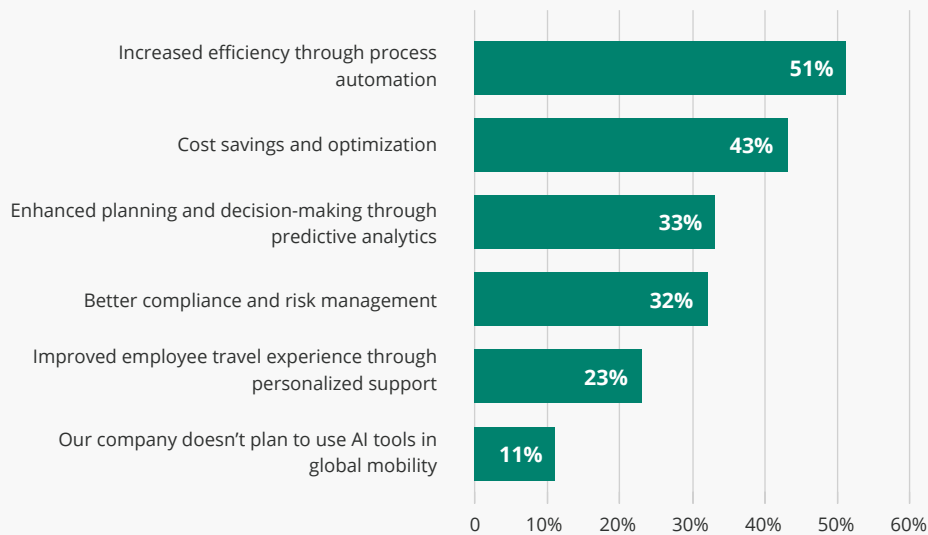 Increased efficiency through process
automation
51%
Cost savings and optimization
43%
Enhanced planning and decision-making through
predictive analytics
33%
Better compliance and risk management
32%
Improved employee travel experience through
personalized support
23%
Our company doesn’t plan to use AI tools in
global mobility
11%
0 10% 20% 30% 40% 50% 60%